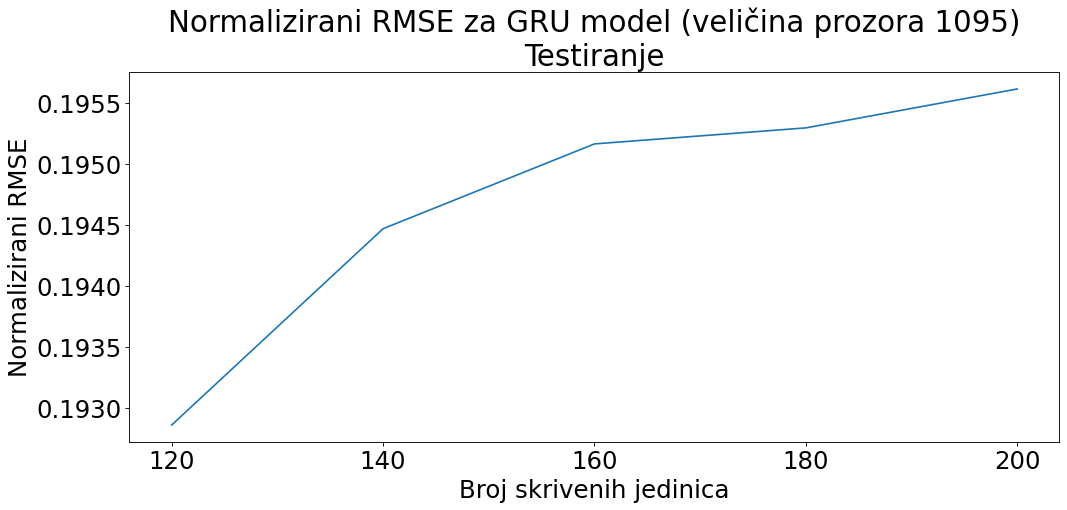 Normalizirani RMSE za GRU model (veličina prozora 1095)
Testiranje
Normalizirani RMSE
0.1955
0.1950
0.1945
0.1940
0.1935
0.1930
120 140 160 180 200
Broj skrivenih jedinica